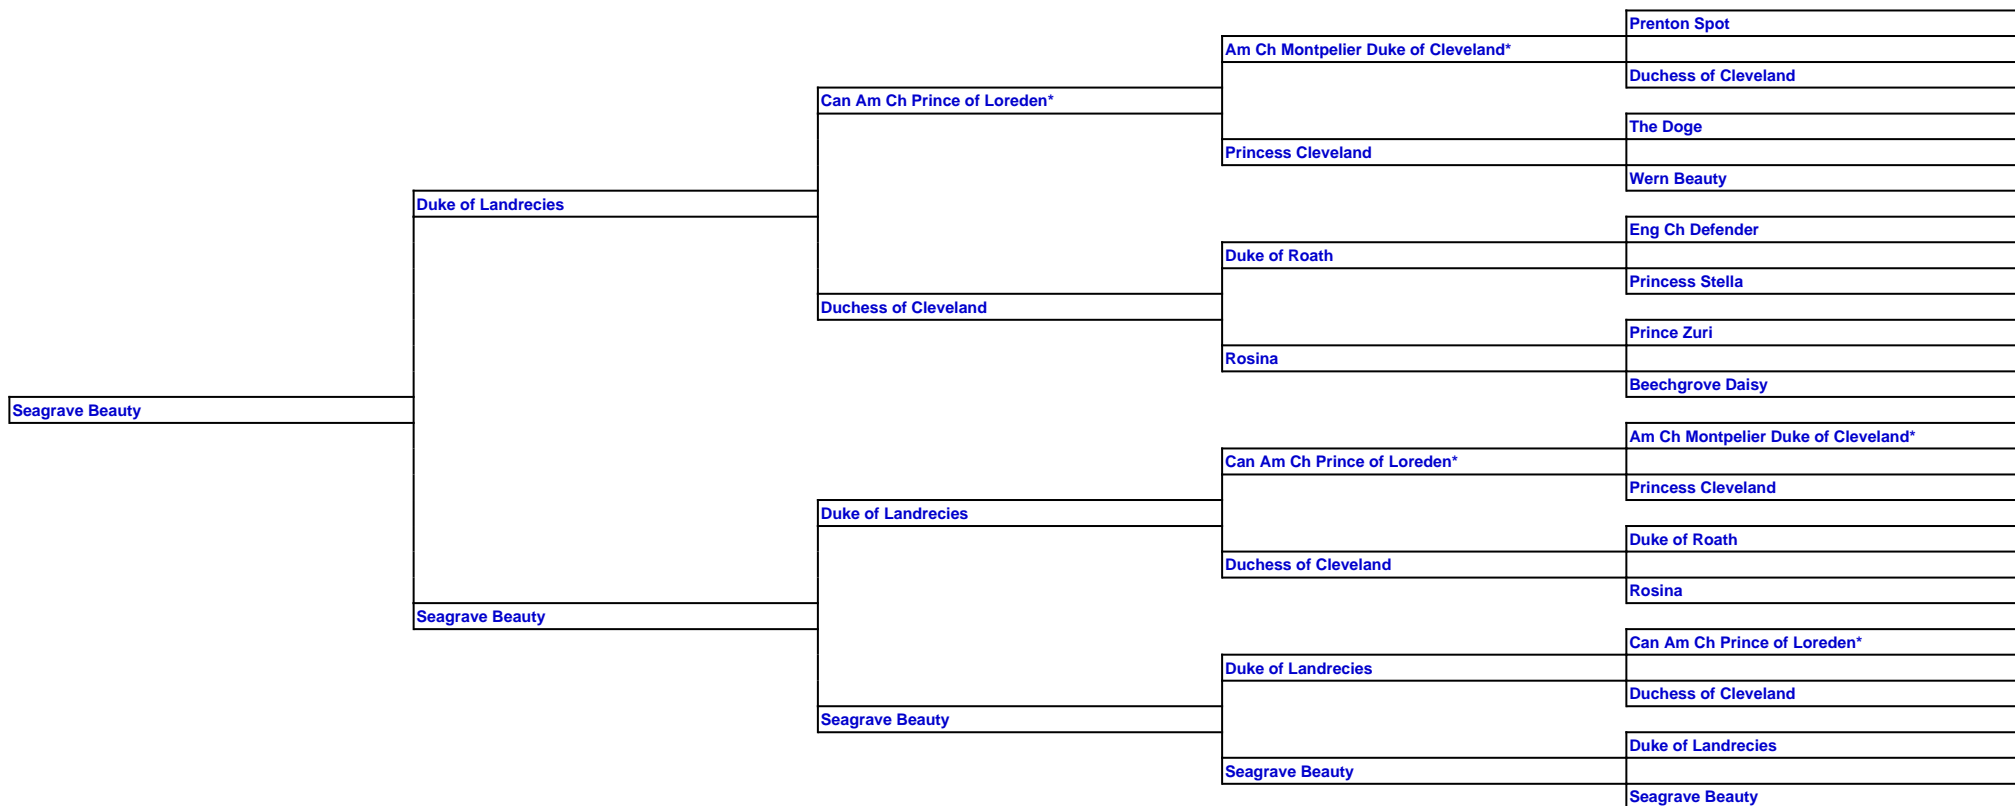 Prenton Spot
Am Ch Montpelier Duke of Cleveland*
Duchess of Cleveland
Can Am Ch Prince of Loreden*
The Doge
Princess Cleveland
Wern Beauty
Duke of Landrecies
Eng Ch Defender
Duke of Roath
Princess Stella
Duchess of Cleveland
Prince Zuri
Rosina
Beechgrove Daisy
Seagrave Beauty
Am Ch Montpelier Duke of Cleveland*
Can Am Ch Prince of Loreden*
Princess Cleveland
Duke of Landrecies
Duke of Roath
Duchess of Cleveland
Rosina
Seagrave Beauty
Can Am Ch Prince of Loreden*
Duke of Landrecies
Duchess of Cleveland
Seagrave Beauty
Duke of Landrecies
Seagrave Beauty
Seagrave Beauty